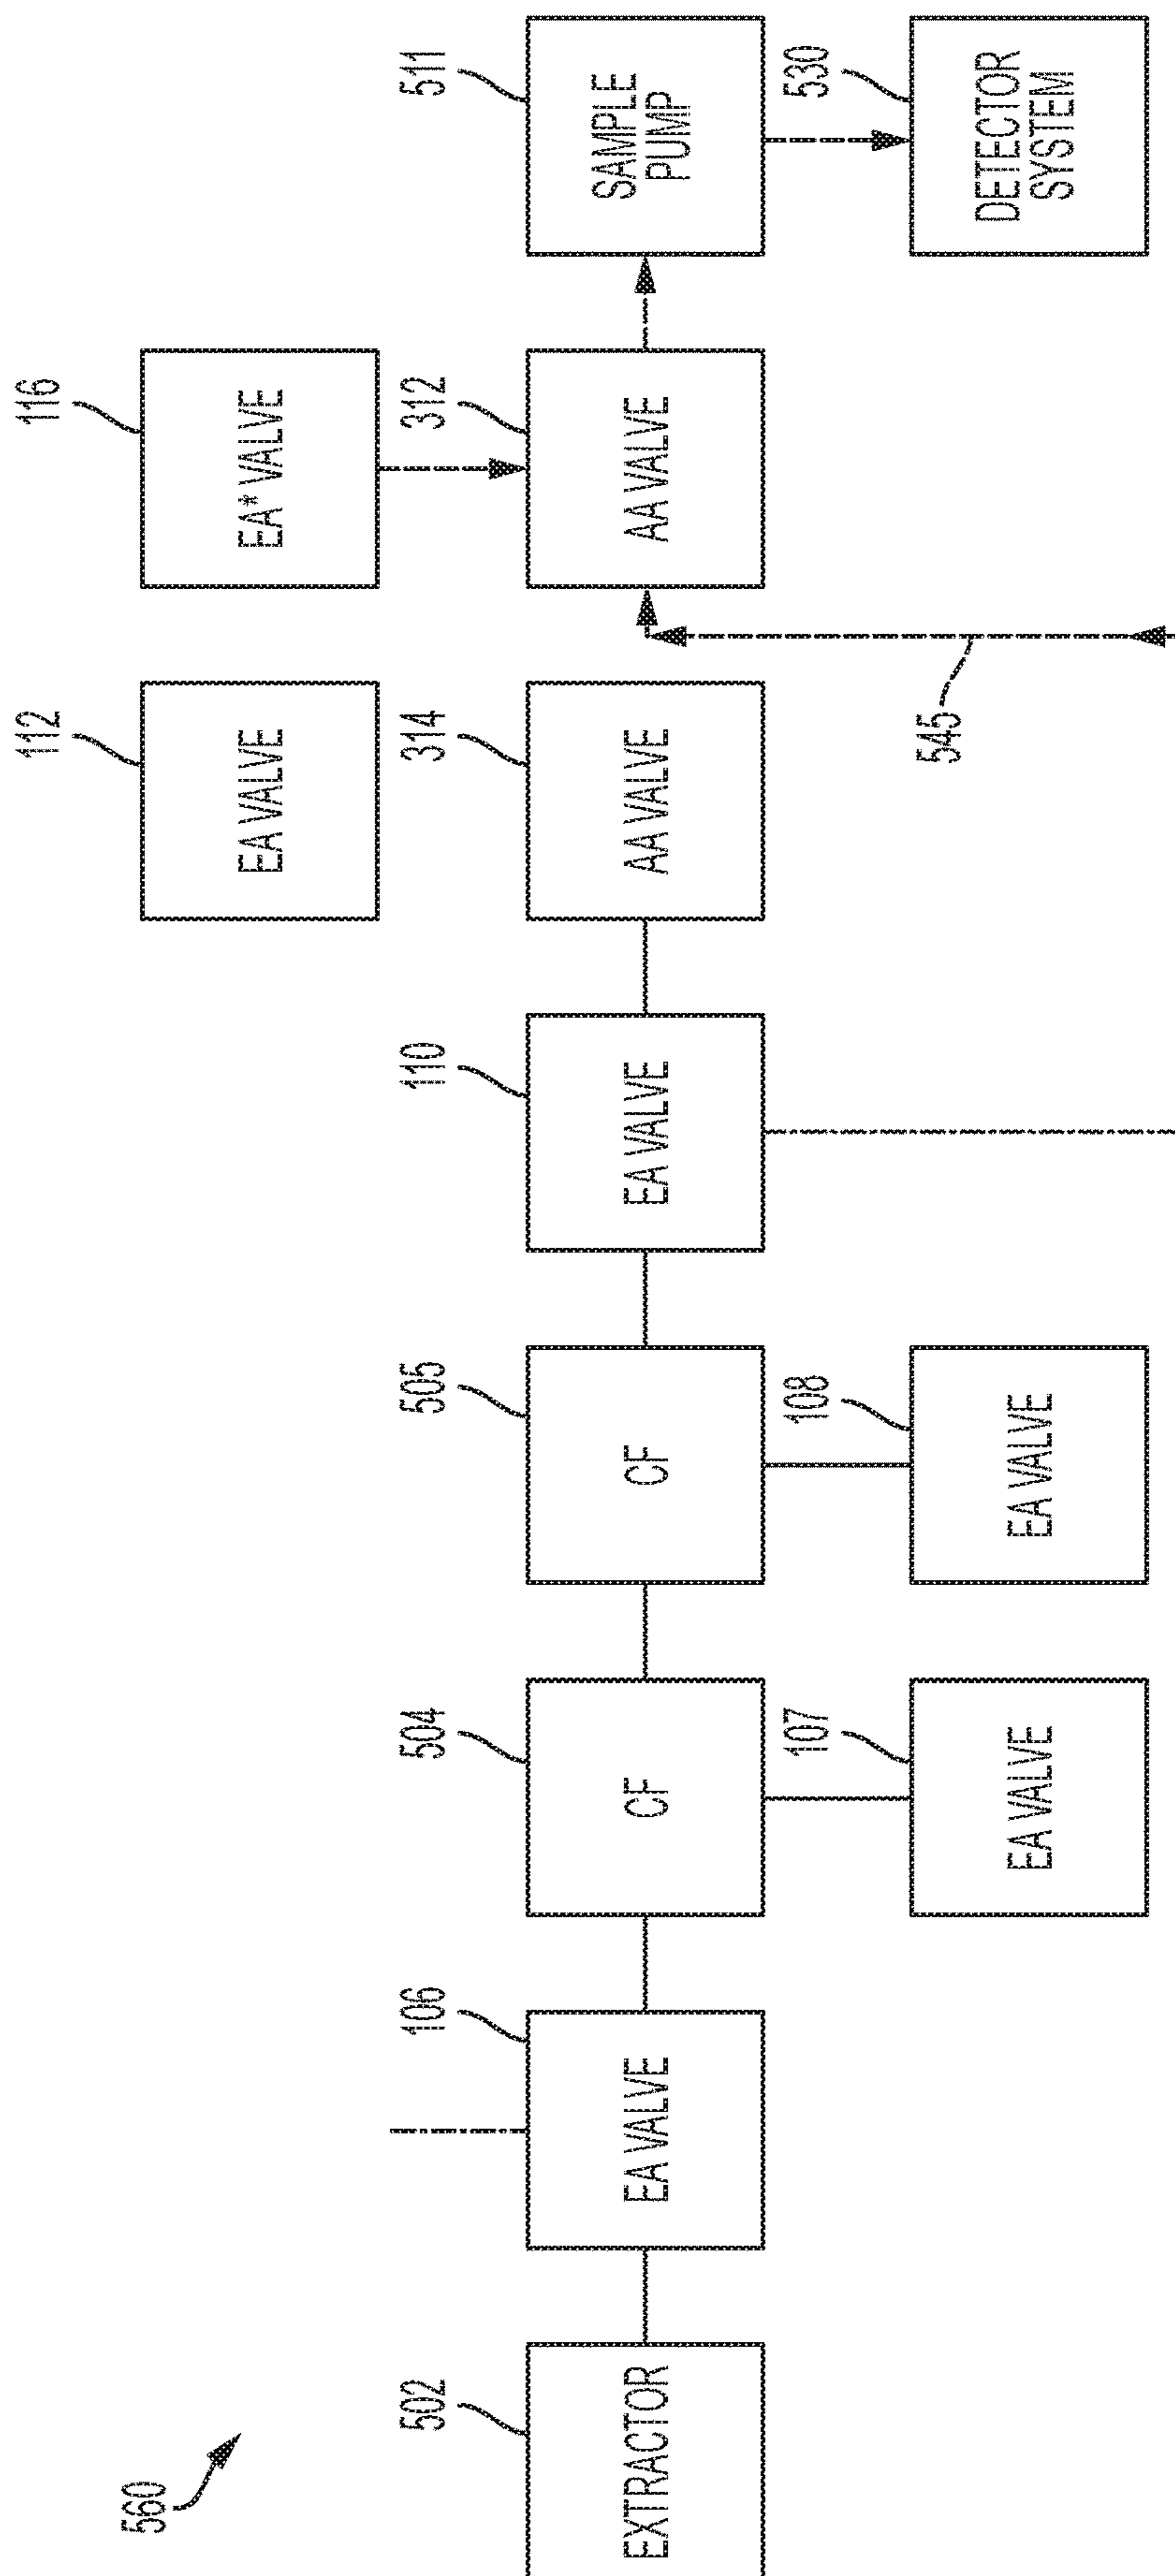 560
502
EXTRACTOR
106
EA VALVE
504
CF
107
EA VALVE
505
CF
108
EA VALVE
110
EA VALVE
112
EA VALVE
314
AA VALVE
545
116
EA* VALVE
312
AA VALVE
511
SAMPLE
PUMP
530
DETECTOR
SYSTEM